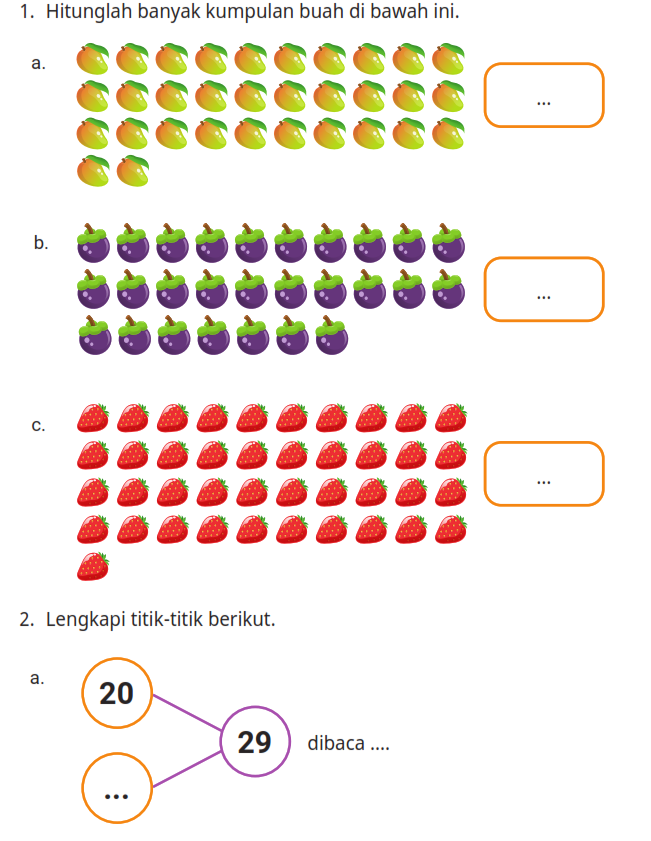 1. Hitunglah banyak kumpulan buah di bawah ini.
a.
...
b.
...
c.
...
2. Lengkapi titik-titik berikut.
a.
20
29 dibaca ....
...